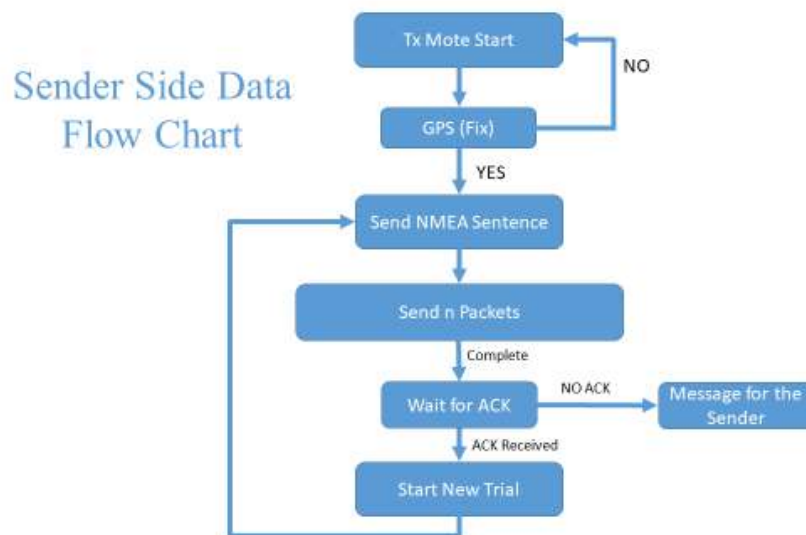 Sender Side Data
Flow Chart
Tx Mote Start
NO
GPS (Fix)
YES
Send NMEA Sentence
Send n Packets
Complete
Wait for ACK
NO ACK
Message for the
Sender
ACK Received
Start New Trial